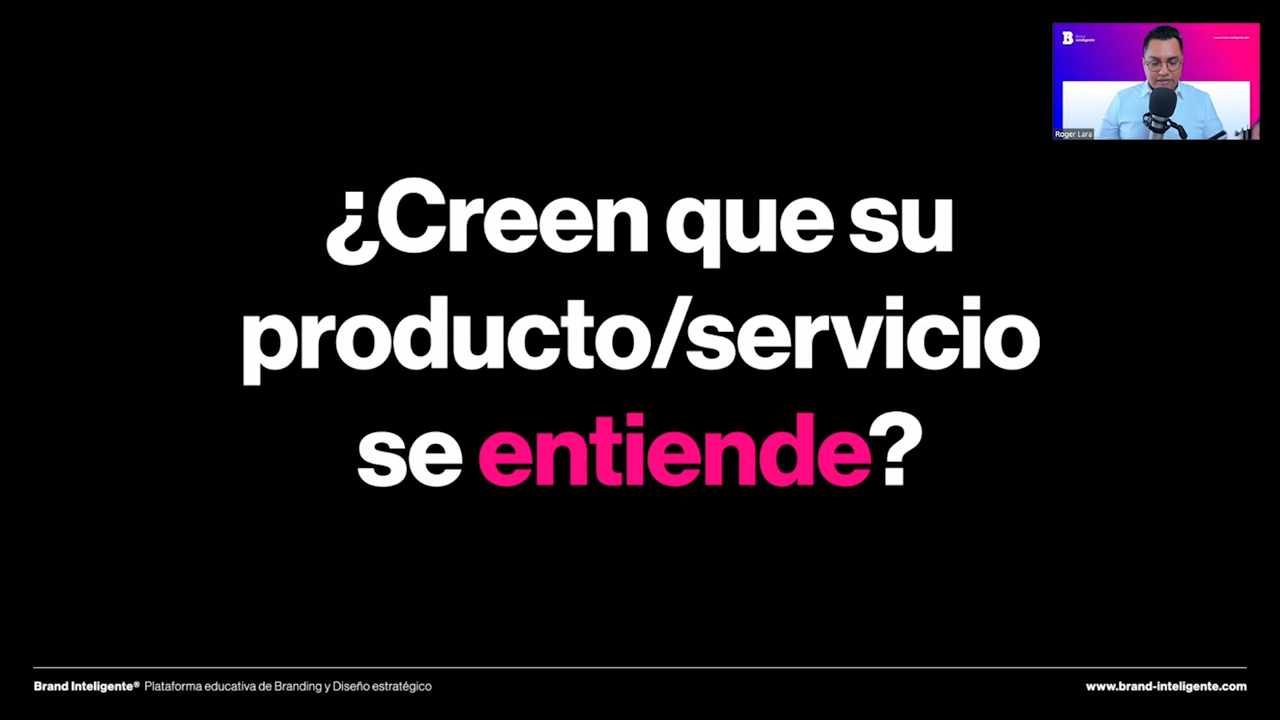 ¿Creen que su
producto/servicio
se entiende?
Roger Lara
Brand Inteligente® Plataforma educativa de Branding y Diseño estratégico
www.brand-inteligente.com